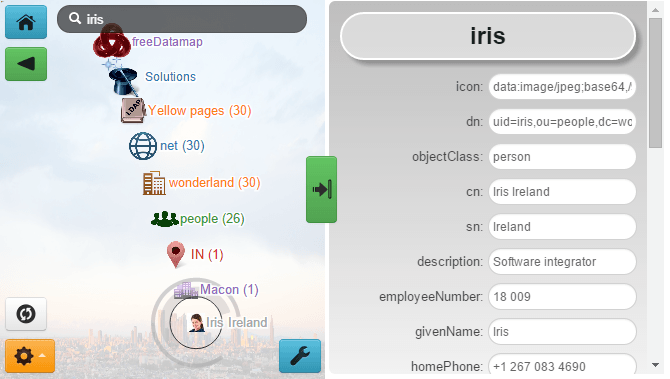 iris
freeDatamap
Solutions
LDAP
Yellow pages (30)
net (30)
wonderland (30)
people (26)
IN (1)
Macon (1)
Iris Ireland
iris
icon: data:image/jpeg;base64,/
dn: uid=iris,ou=people,dc=wo
objectClass: person
cn: Iris Ireland
sn: Ireland
description: Software integrator
employeeNumber: 18 009
givenName: Iris
homePhone: +1 267 083 4690